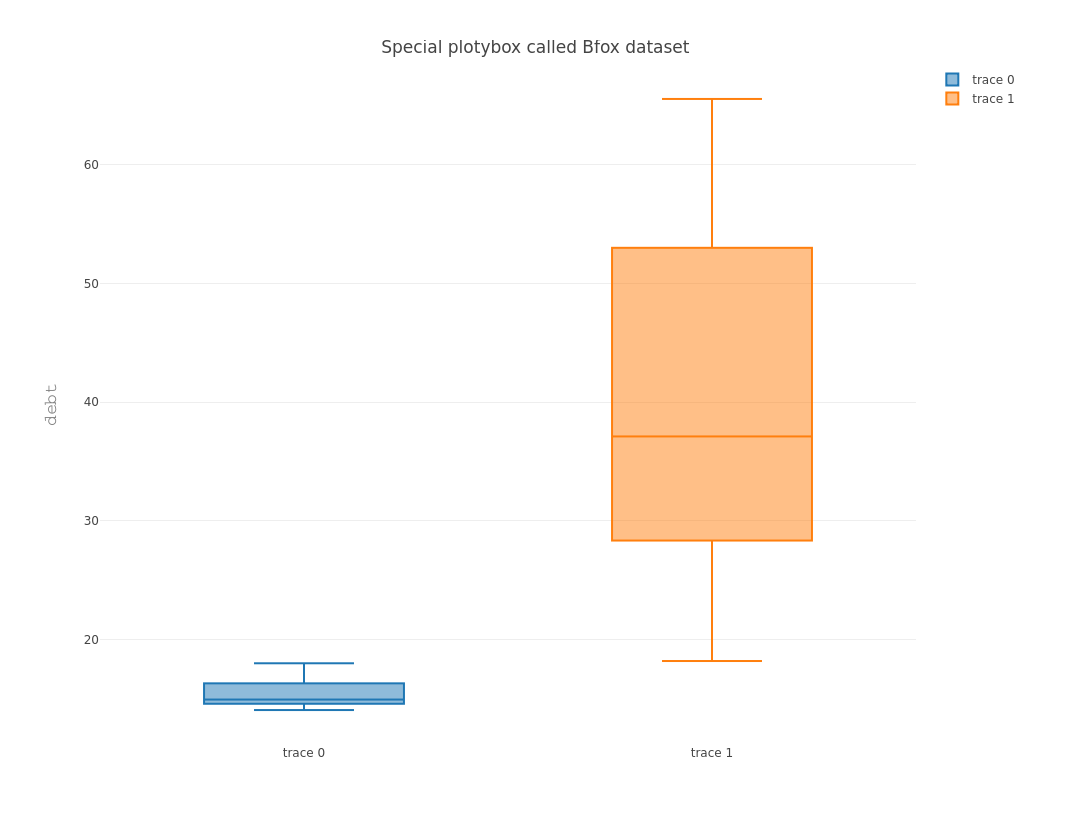 Special plotybox called Bfox dataset
trace 0
trace 1
60
50
40
30
20
debt
trace 0
trace 1